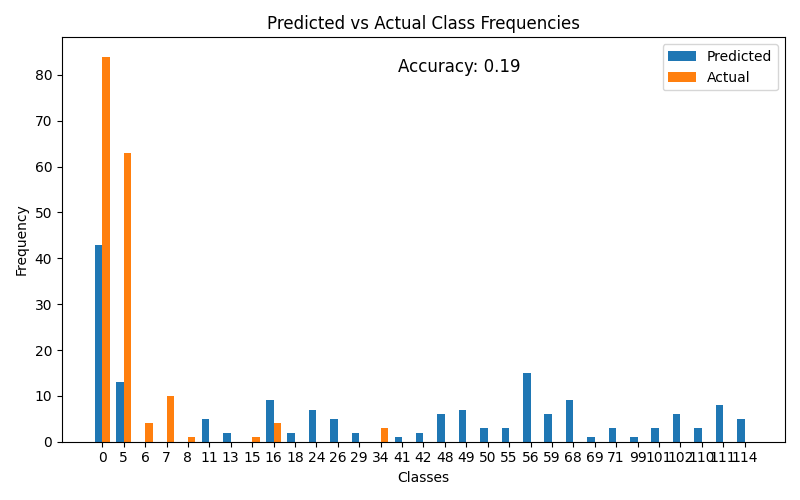 Predicted vs Actual Class Frequencies
Accuracy: 0.19
Predicted
Actual
Frequency
80
70
60
50
40
30
20
10
0
0 5 6 7 8 11 13 15 16 18 24 26 29 34 41 42 48 49 50 55 56 59 68 69 71 99 101 102 110 111 114
Classes